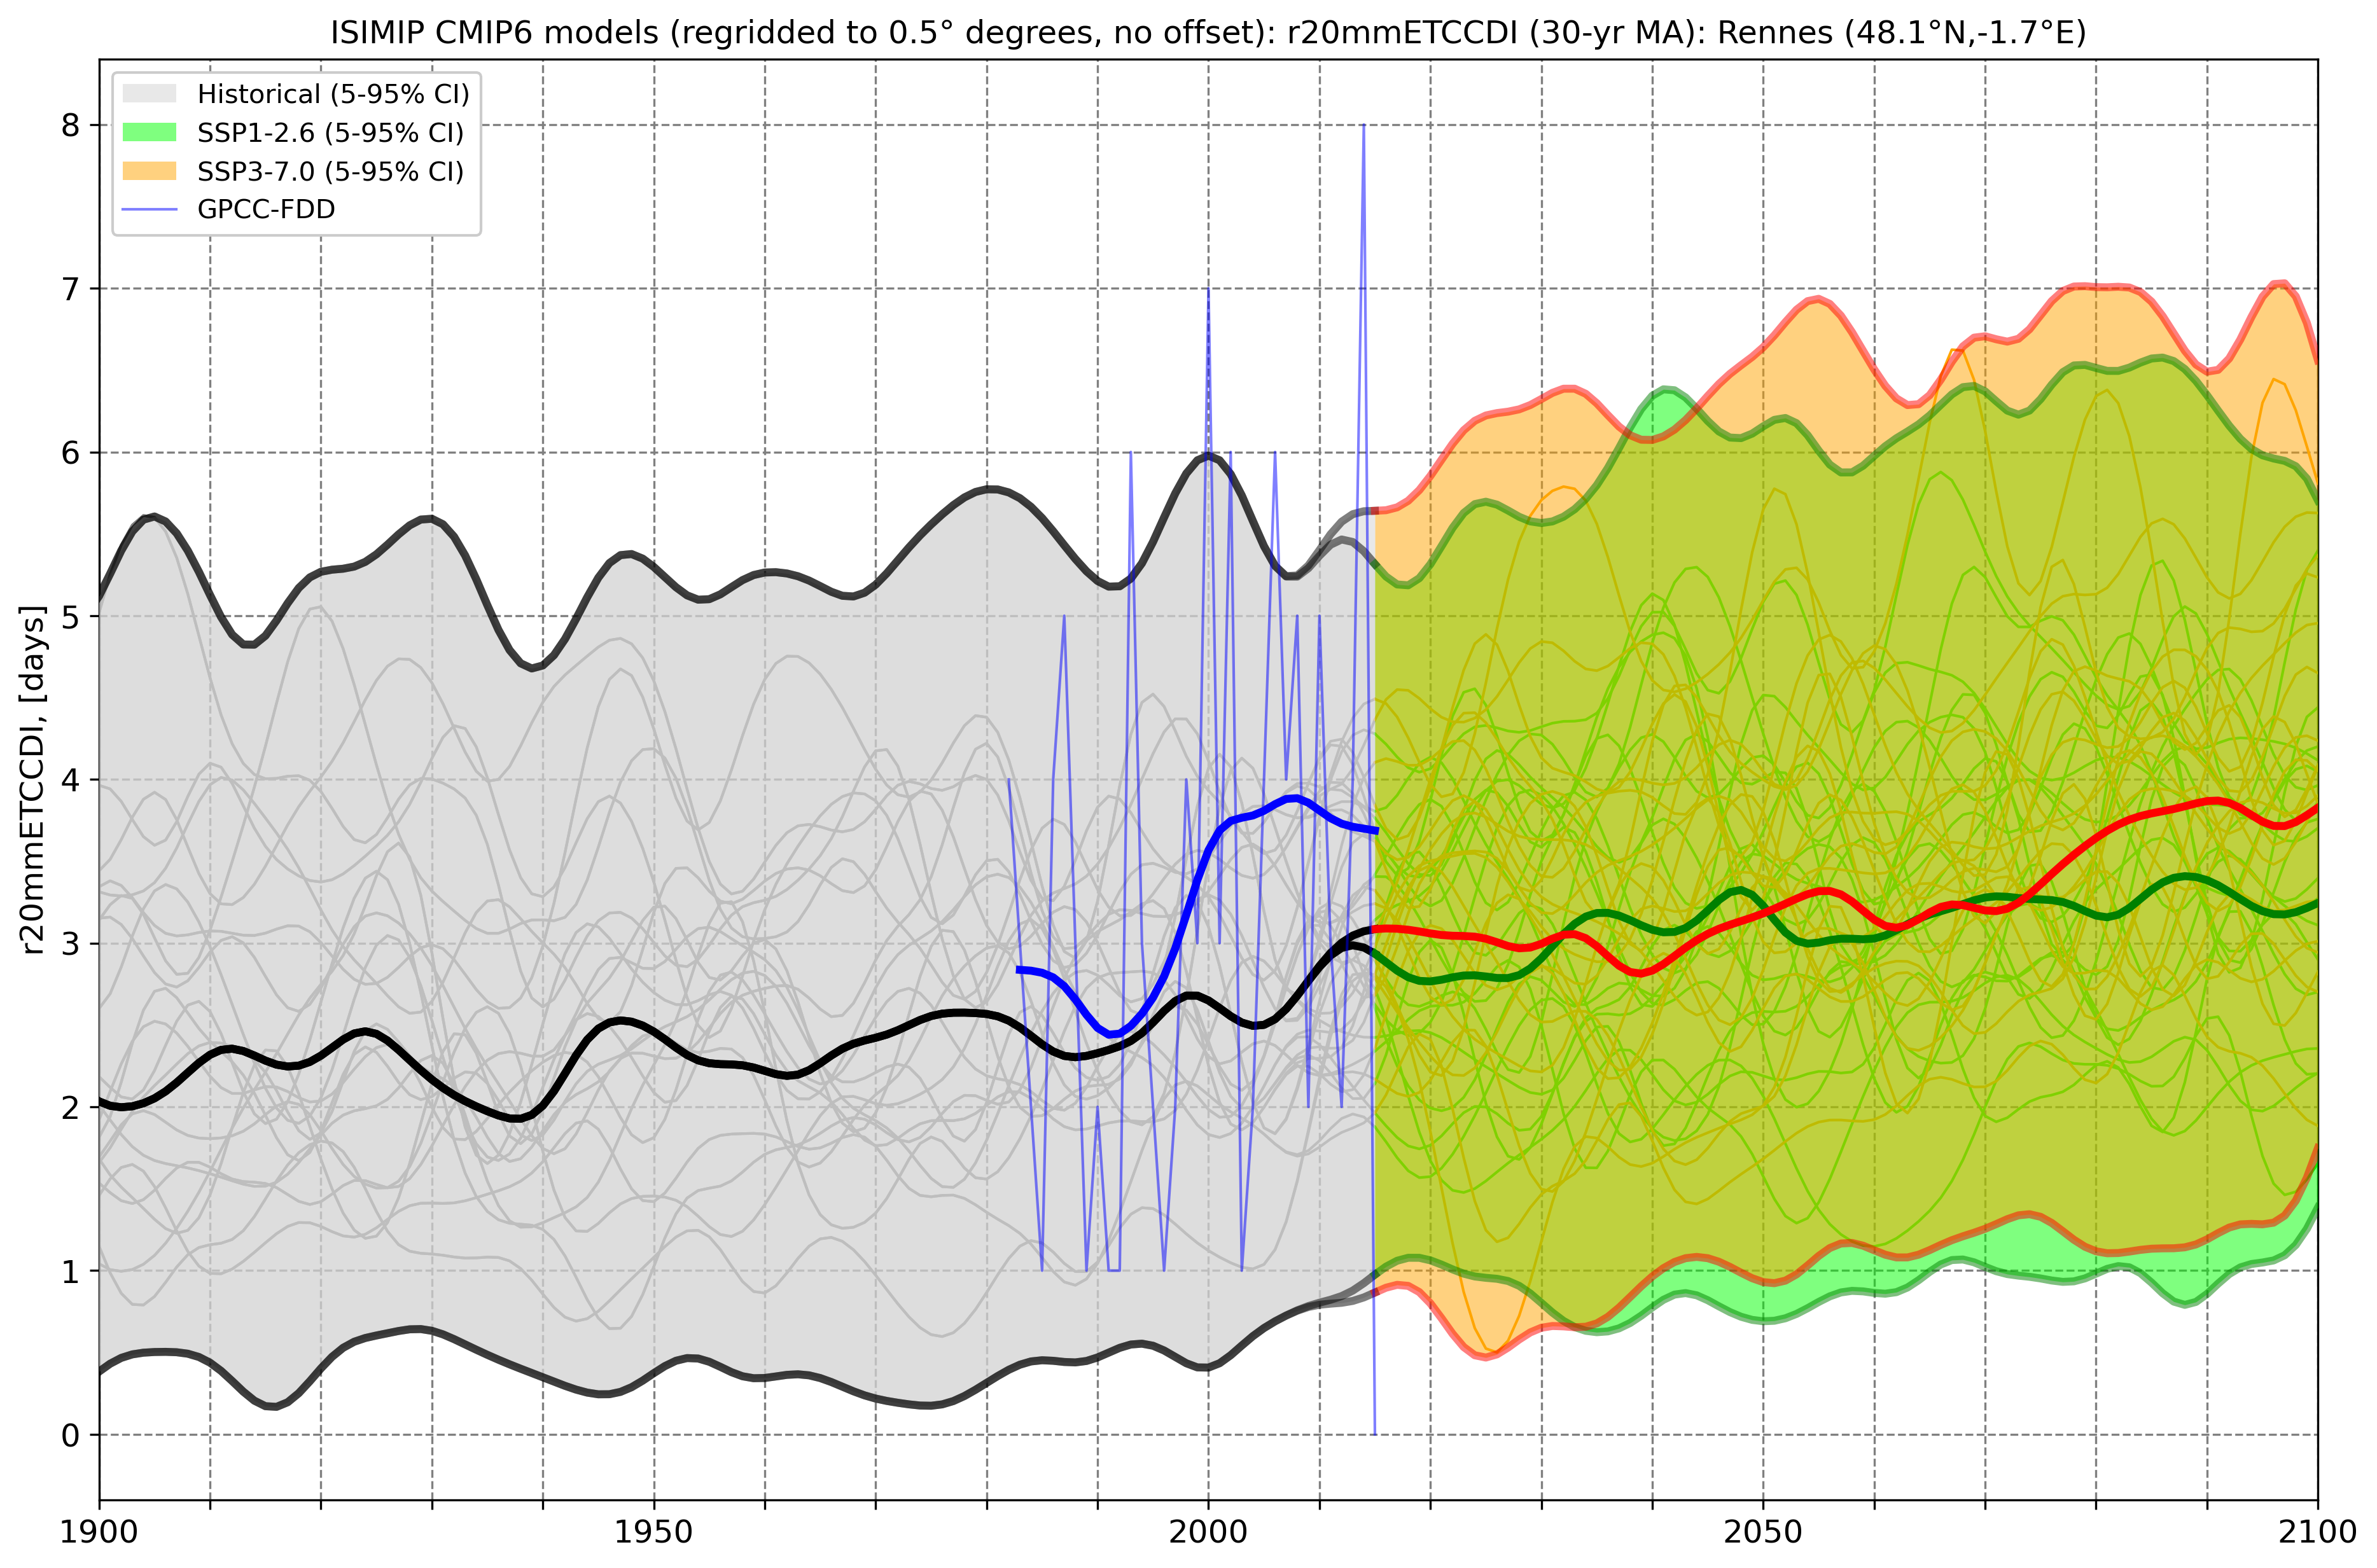 ISIMIP CMIP6 models (regridded to 0.5° degrees, no offset): r20mmETCCDI (30-yr MA): Rennes (48.1°N,-1.7°E)
Historical (5-95% CI)
SSP1-2.6 (5-95% CI)
SSP3-7.0 (5-95% CI)
GPCC-FDD
r20mmETCCDI, [days]
8
7
6
5
4
3
2
1
0
1900
1950
2000
2050
2100